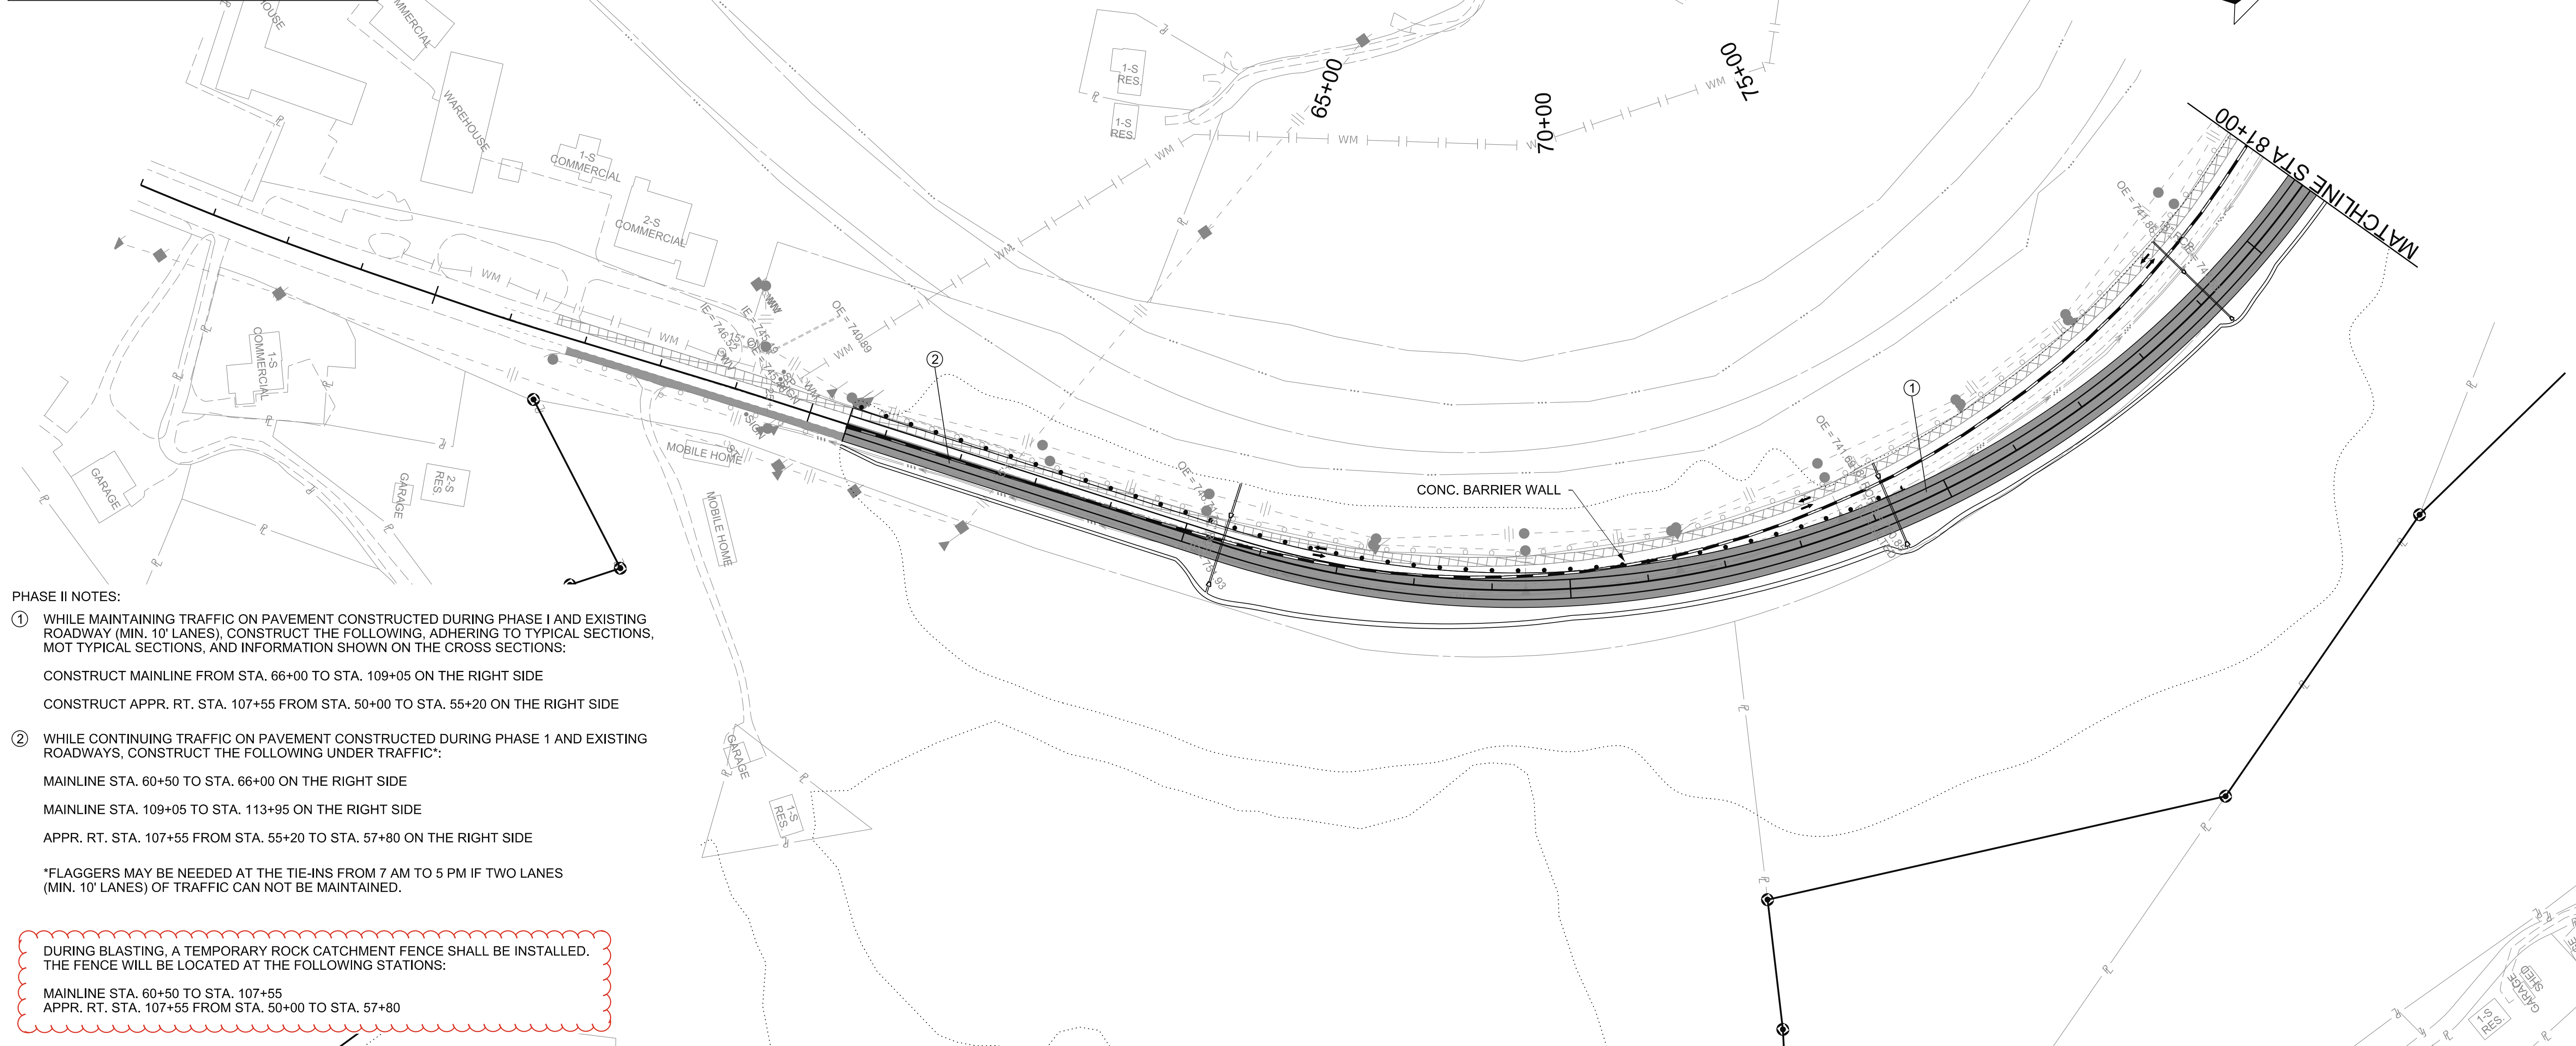 HOUSE
COMMERCIAL
WAREHOUSE
1-S
COMMERCIAL
2-S
COMMERCIAL
1-S
RES.
1-S
RES.
65+00
70+00
75+00
MATCHLINE STA 81+00
WM
WM
WM
WM
WM
WM
WM
IE = 746.52
OE = 740.89
1-S
COMMERCIAL
GARAGE
GARAGE
2-S
RES
MOBILE HOME
MOBILE HOME
SIGN
2
1
CONC. BARRIER WALL
GARAGE
1-S
RES.
GARAGE
SHED
1-S
RES.
PHASE II NOTES:
1 WHILE MAINTAINING TRAFFIC ON PAVEMENT CONSTRUCTED DURING PHASE I AND EXISTING
ROADWAY (MIN. 10' LANES), CONSTRUCT THE FOLLOWING, ADHERING TO TYPICAL SECTIONS,
MOT TYPICAL SECTIONS, AND INFORMATION SHOWN ON THE CROSS SECTIONS:
CONSTRUCT MAINLINE FROM STA. 66+00 TO STA. 109+05 ON THE RIGHT SIDE
CONSTRUCT APPR. RT. STA. 107+55 FROM STA. 50+00 TO STA. 55+20 ON THE RIGHT SIDE
2 WHILE CONTINUING TRAFFIC ON PAVEMENT CONSTRUCTED DURING PHASE 1 AND EXISTING
ROADWAYS, CONSTRUCT THE FOLLOWING UNDER TRAFFIC*:
MAINLINE STA. 60+50 TO STA. 66+00 ON THE RIGHT SIDE
MAINLINE STA. 109+05 TO STA. 113+95 ON THE RIGHT SIDE
APPR. RT. STA. 107+55 FROM STA. 55+20 TO STA. 57+80 ON THE RIGHT SIDE
*FLAGGERS MAY BE NEEDED AT THE TIE-INS FROM 7 AM TO 5 PM IF TWO LANES
(MIN. 10' LANES) OF TRAFFIC CAN NOT BE MAINTAINED.
DURING BLASTING, A TEMPORARY ROCK CATCHMENT FENCE SHALL BE INSTALLED.
THE FENCE WILL BE LOCATED AT THE FOLLOWING STATIONS:
MAINLINE STA. 60+50 TO STA. 107+55
APPR. RT. STA. 107+55 FROM STA. 50+00 TO STA. 57+80